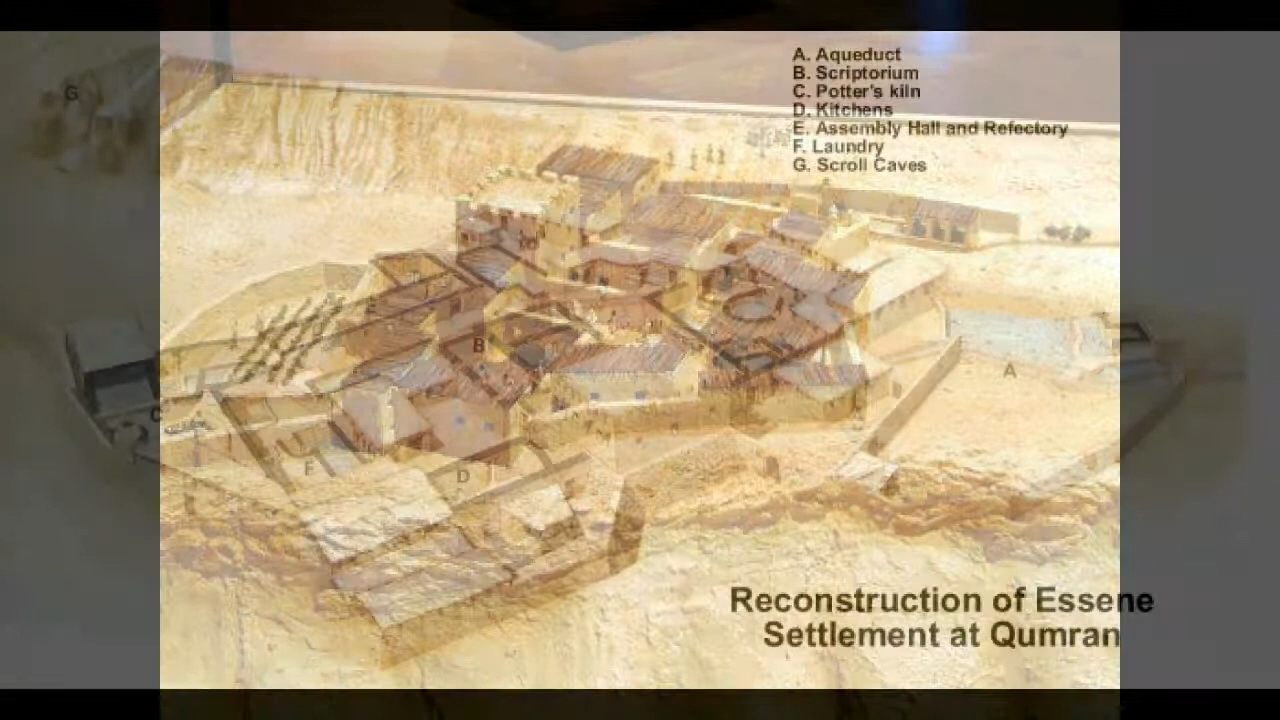 A. Aqueduct
B. Scriptorium
C. Potter's kiln
D. Kitchens
E. Assembly Hall and Refectory
F. Laundry
G. Scroll Caves
G
B
A
C
F
D
Reconstruction of Essene
Settlement at Qumran